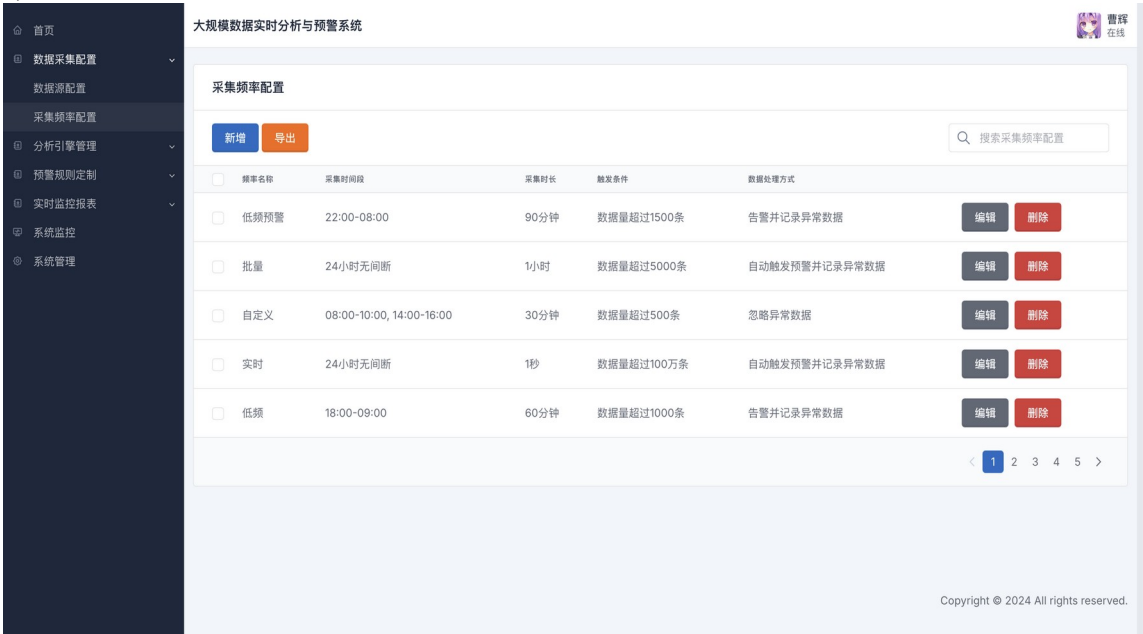 首页
数据采集配置
数据源配置
采集频率配置
分析引擎管理
预警规则定制
实时监控报表
系统监控
系统管理
大规模数据实时分析与预警系统
曹辉
在线
采集频率配置
新增 导出 搜索采集频率配置
频率名称 采集时间段 采集时长 触发条件 数据处理方式
低频预警 22:00-08:00 90分钟 数据量超过1500条 告警并记录异常数据 编辑 删除
批量 24小时无间断 1小时 数据量超过5000条 自动触发预警并记录异常数据 编辑 删除
自定义 08:00-10:00, 14:00-16:00 30分钟 数据量超过500条 忽略异常数据 编辑 删除
实时 24小时无间断 1秒 数据量超过100万条 自动触发预警并记录异常数据 编辑 删除
低频 18:00-09:00 60分钟 数据量超过1000条 告警并记录异常数据 编辑 删除
< 1 2 3 4 5 >
Copyright © 2024 All rights reserved.